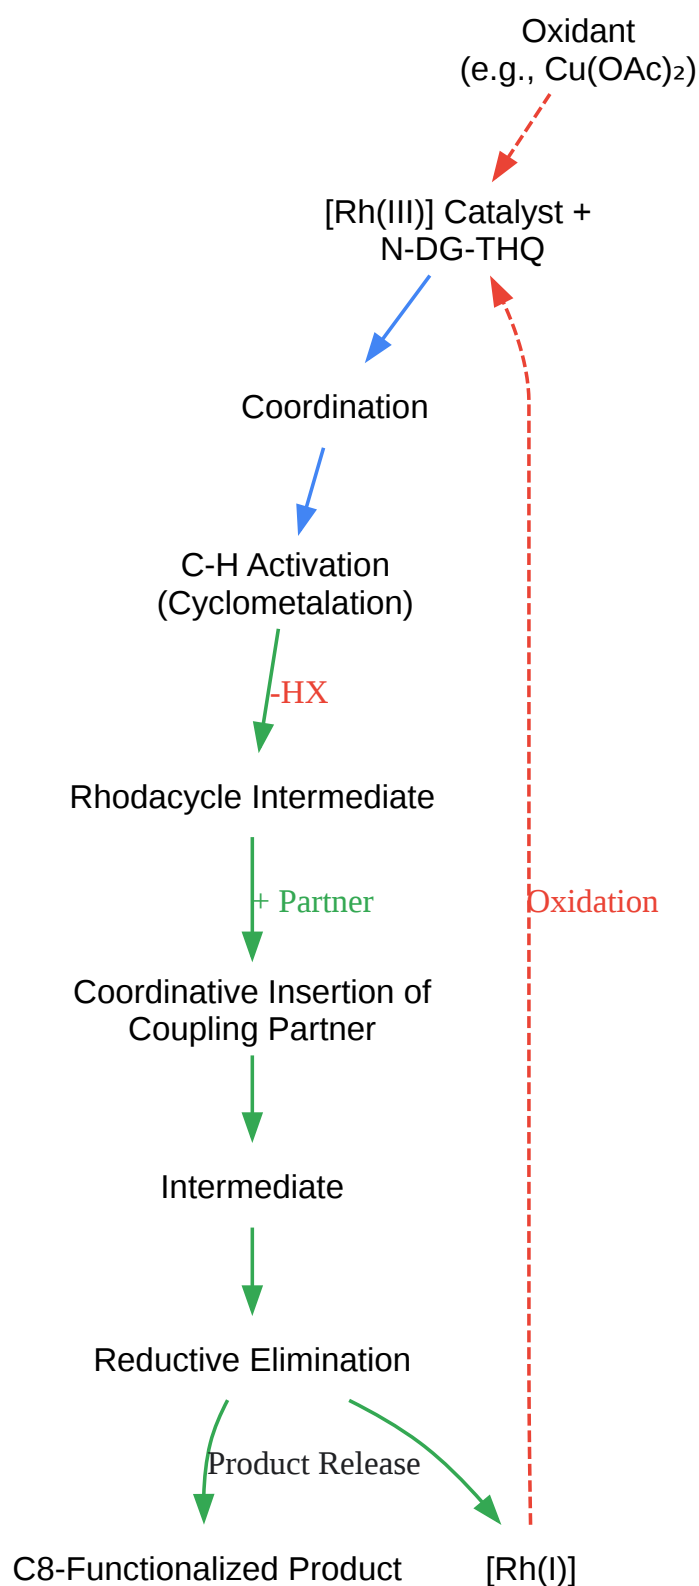 Oxidant
(e.g., Cu(OAc)₂)
[Rh(III)] Catalyst +
N-DG-THQ
Coordination
C-H Activation
(Cyclometalation)
-HX
Rhodacycle Intermediate
+ Partner
Oxidation
Coordinative Insertion of
Coupling Partner
Intermediate
Reductive Elimination
Product Release
C8-Functionalized Product
[Rh(I)]